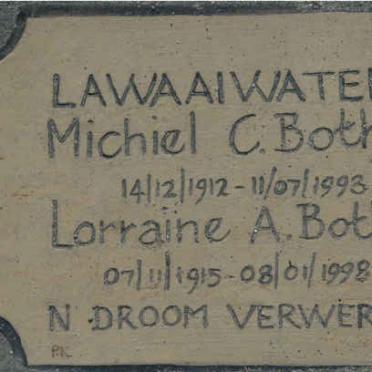 LAWAAIWATE
Michiel C. Both
14/12/1912 - 11/07/1993
Lorraine A. Bot
07/11/1915 - 08/01/1998
N DROOM VERWER
PK